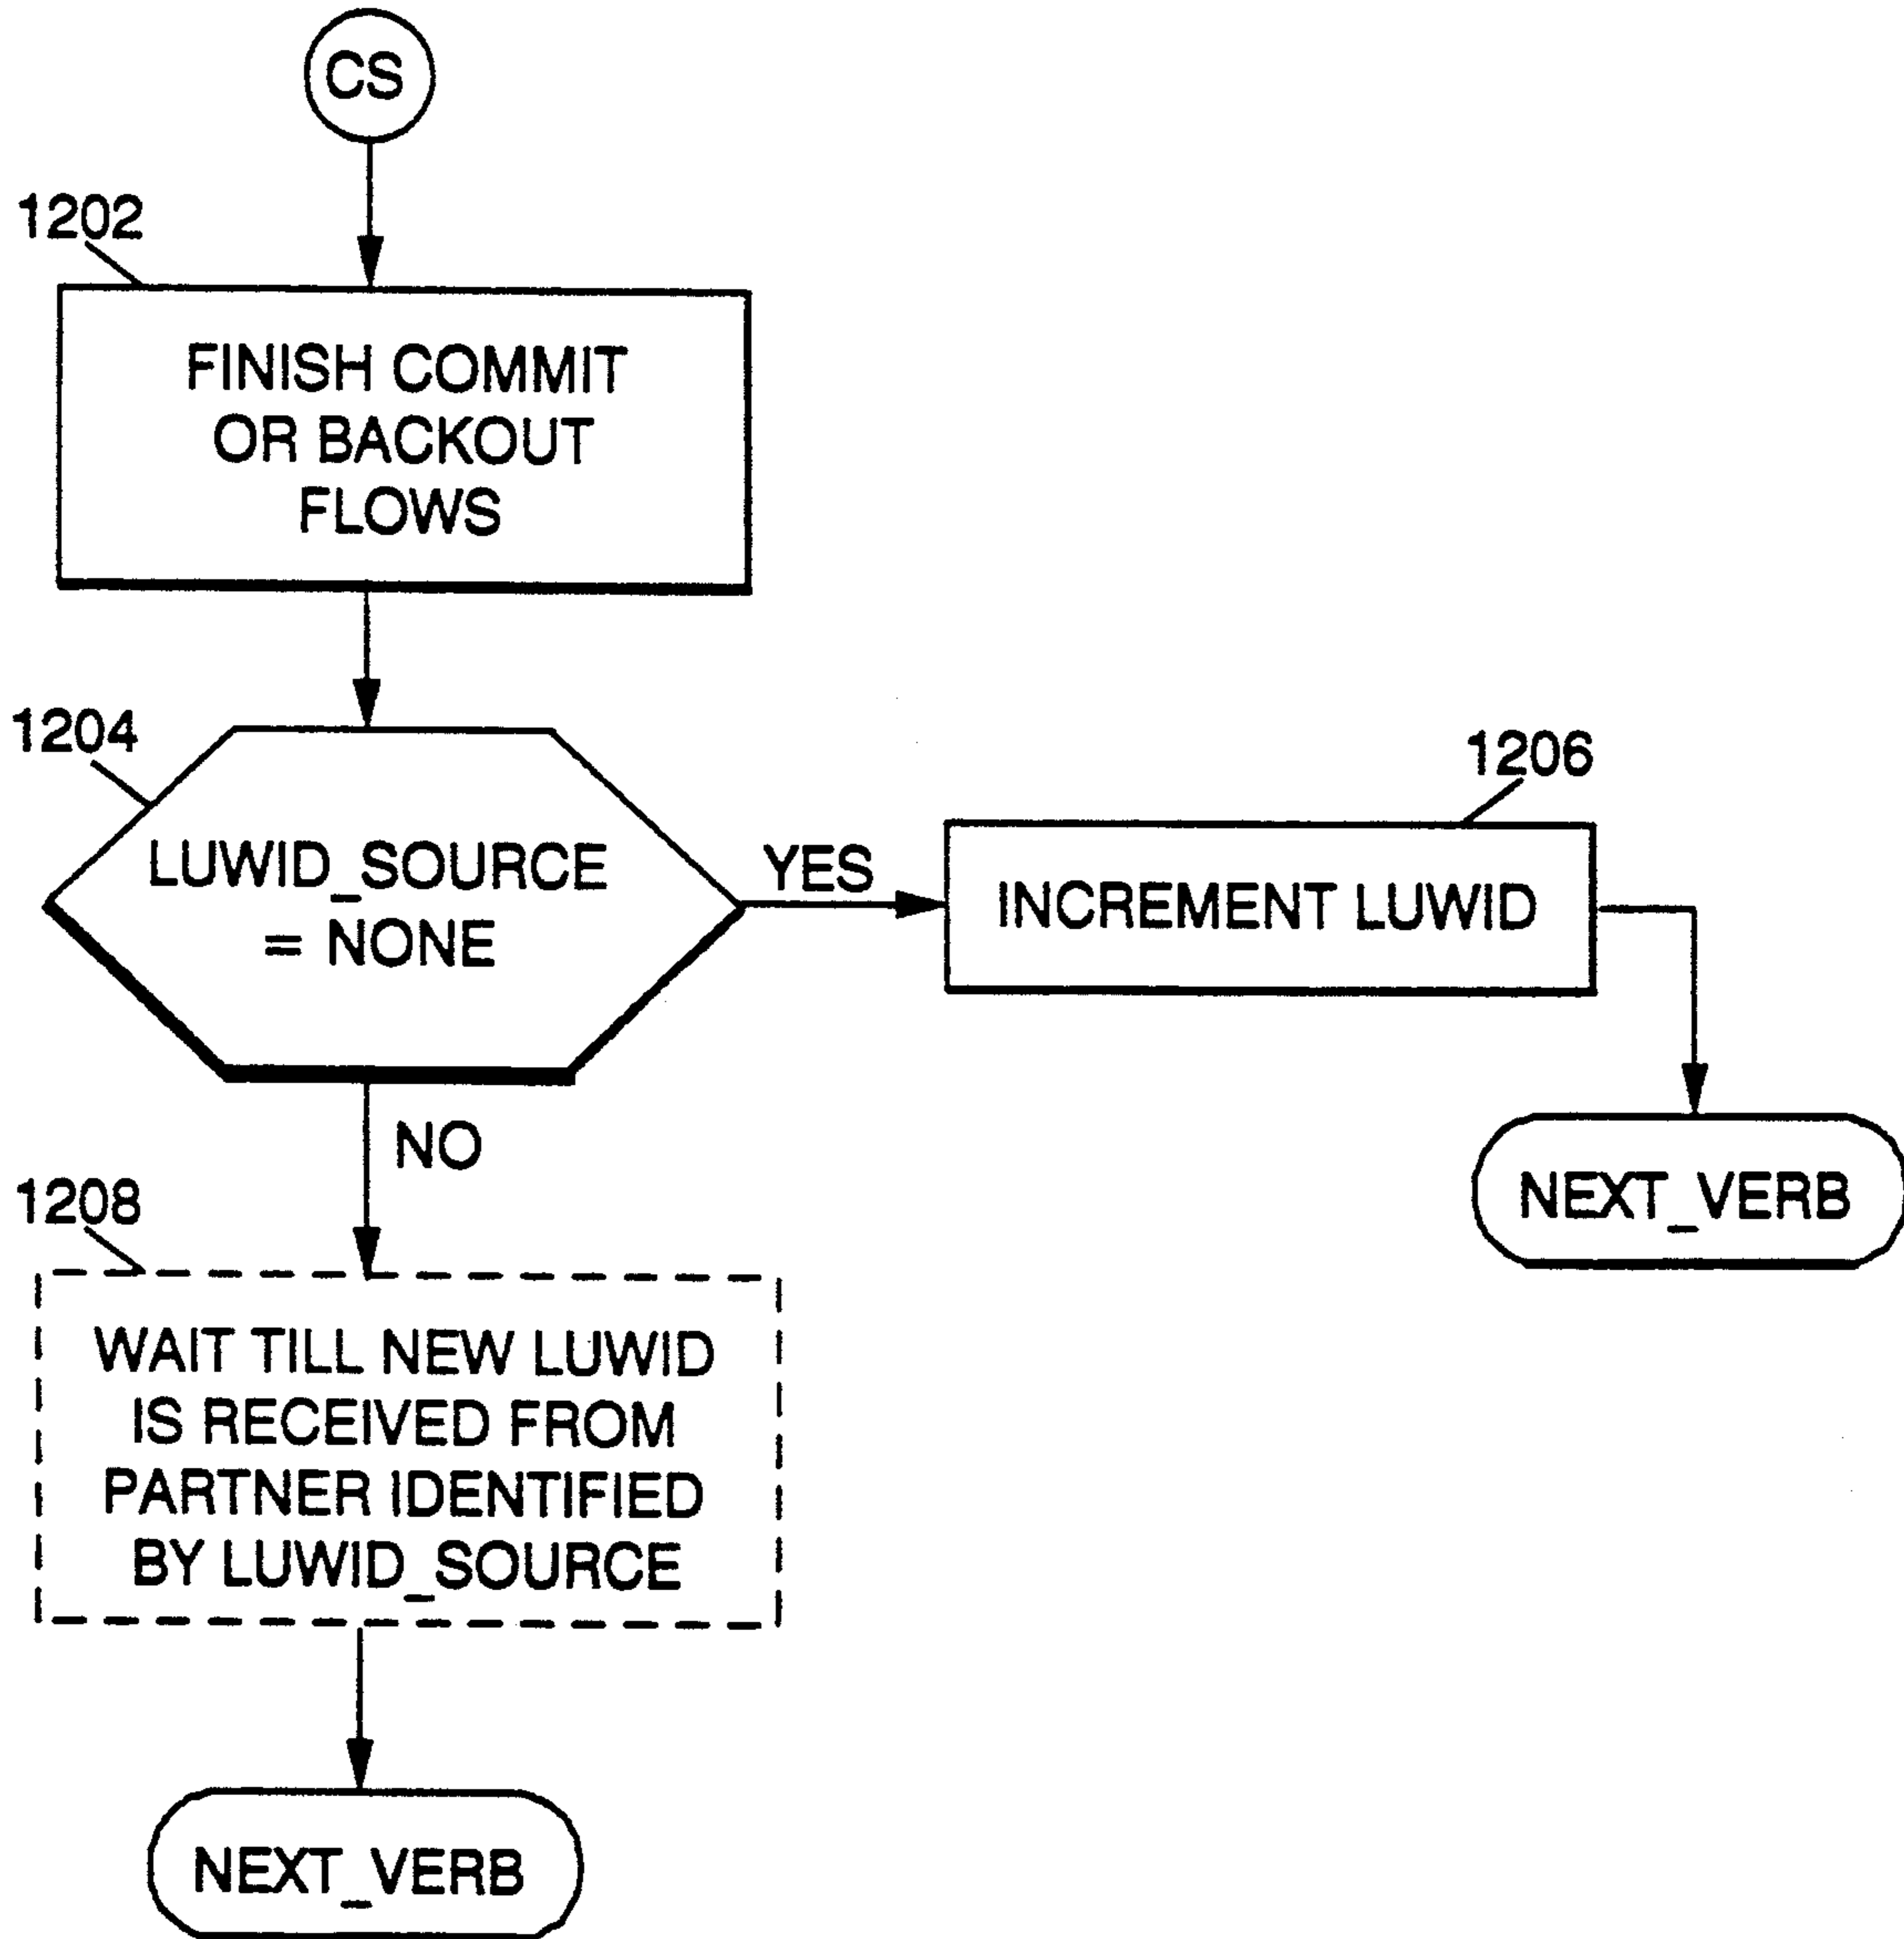 CS
1202
FINISH COMMIT
OR BACKOUT
FLOWS
1204
LUWID_SOURCE
= NONE
YES
1206
INCREMENT LUWID
NEXT_VERB
NO
1208
WAIT TILL NEW LUWID
IS RECEIVED FROM
PARTNER IDENTIFIED
BY LUWID_SOURCE
NEXT_VERB